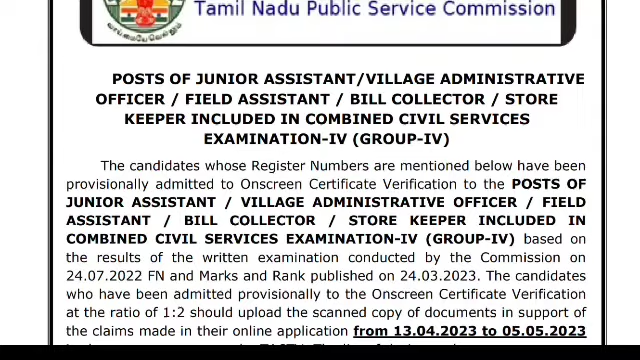 Tamil Nadu Public Service Commission
POSTS OF JUNIOR ASSISTANT/VILLAGE ADMINISTRATIVE
OFFICER / FIELD ASSISTANT / BILL COLLECTOR / STORE
KEEPER INCLUDED IN COMBINED CIVIL SERVICES
EXAMINATION-IV (GROUP-IV)
The candidates whose Register Numbers are mentioned below have been
provisionally admitted to Onscreen Certificate Verification to the POSTS OF
JUNIOR ASSISTANT / VILLAGE ADMINISTRATIVE OFFICER / FIELD
ASSISTANT / BILL COLLECTOR / STORE KEEPER INCLUDED IN
COMBINED CIVIL SERVICES EXAMINATION-IV (GROUP-IV) based on
the results of the written examination conducted by the Commission on
24.07.2022 FN and Marks and Rank published on 24.03.2023. The candidates
who have been admitted provisionally to the Onscreen Certificate Verification
at the ratio of 1:2 should upload the scanned copy of documents in support of
the claims made in their online application from 13.04.2023 to 05.05.2023